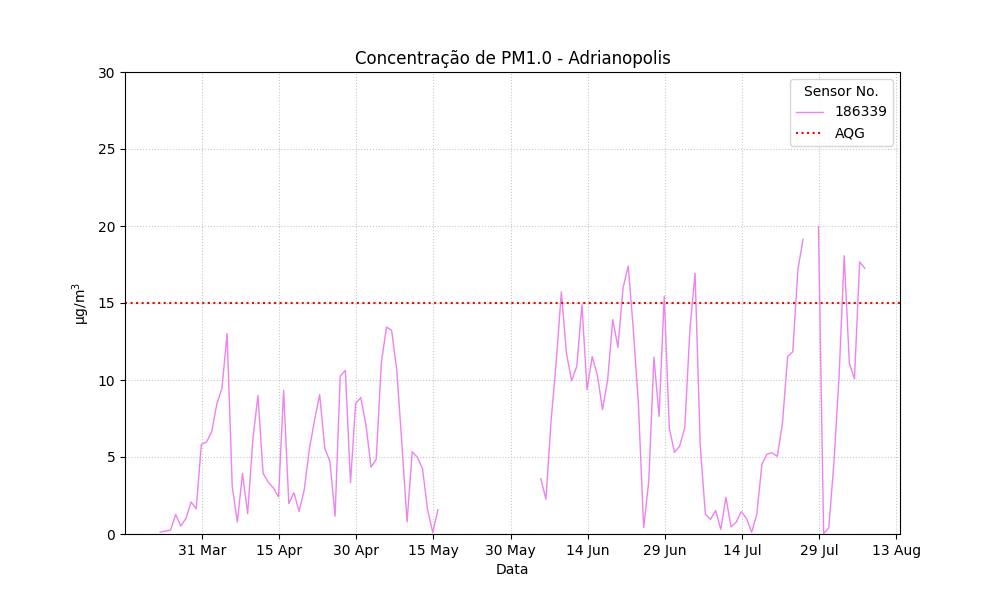 Concentração de PM1.0 - Adrianopolis
Sensor No.
186339
AQG
30
25
20
15
10
5
0
µg/m³
31 Mar 15 Apr 30 Apr 15 May 30 May 14 Jun 29 Jun 14 Jul 29 Jul 13 Aug
Data